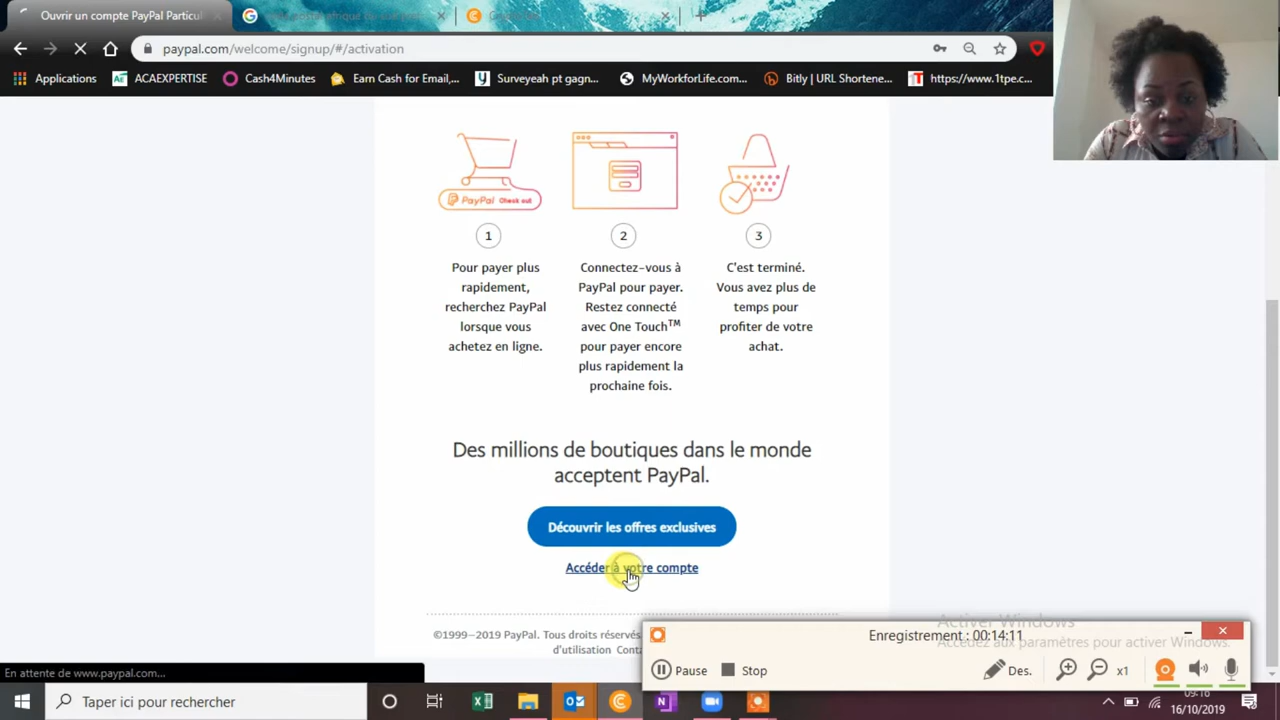 Ouvrir un compte PayPal Particul
paypal.com/welcome/signup/#/activation
Applications
ACAEXPERTISE
Cash4Minutes
Earn Cash for Email,...
Surveyeah pt gagn...
MyWorforLife.com...
Bitly | URL Shortene...
https://www.1tpe.c...
PayPal Check out
1
2
3
Pour payer plus
rapidement,
recherchez PayPal
lorsque vous
achetez en ligne.
Connectez-vous à
PayPal pour payer.
Restez connecté
avec One Touch™
pour payer encore
plus rapidement la
prochaine fois.
C'est terminé.
Vous avez plus de
temps pour
profiter de votre
achat.
Des millions de boutiques dans le monde
acceptent PayPal.
Découvrir les offres exclusives
Accéder à votre compte
©1999–2019 PayPal. Tous droits réservés
d'utilisation Conta
Activer Windows
Accédez aux paramètres pour activer Windows.
Enregistrement : 00:14:11
Pause
Stop
Des.
x1
En attente de www.paypal.com...
Taper ici pour rechercher
09:16
16/10/2019